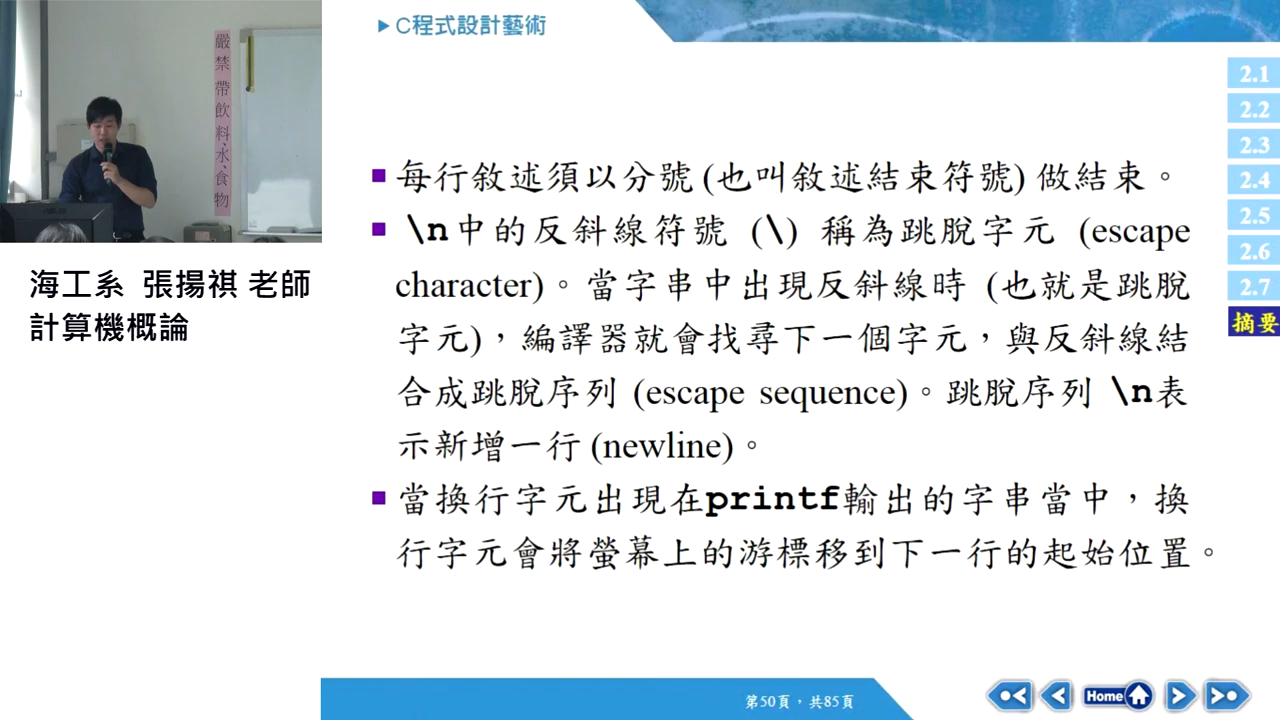 嚴禁帶飲料、水、食物
海工系 張揚祺 老師
計算機概論
C程式設計藝術
每行敘述須以分號 (也叫敘述結束符號) 做結束。
\n中的反斜線符號 (\) 稱為跳脫字元 (escape
character)。當字串中出現反斜線時 (也就是跳脫
字元)，編譯器就會找尋下一個字元，與反斜線結
合成跳脫序列 (escape sequence)。跳脫序列 \n表
示新增一行 (newline)。
當換行字元出現在printf輸出的字串當中，換
行字元會將螢幕上的游標移到下一行的起始位置。
2.1
2.2
2.3
2.4
2.5
2.6
2.7
摘要
第50頁，共85頁
Home